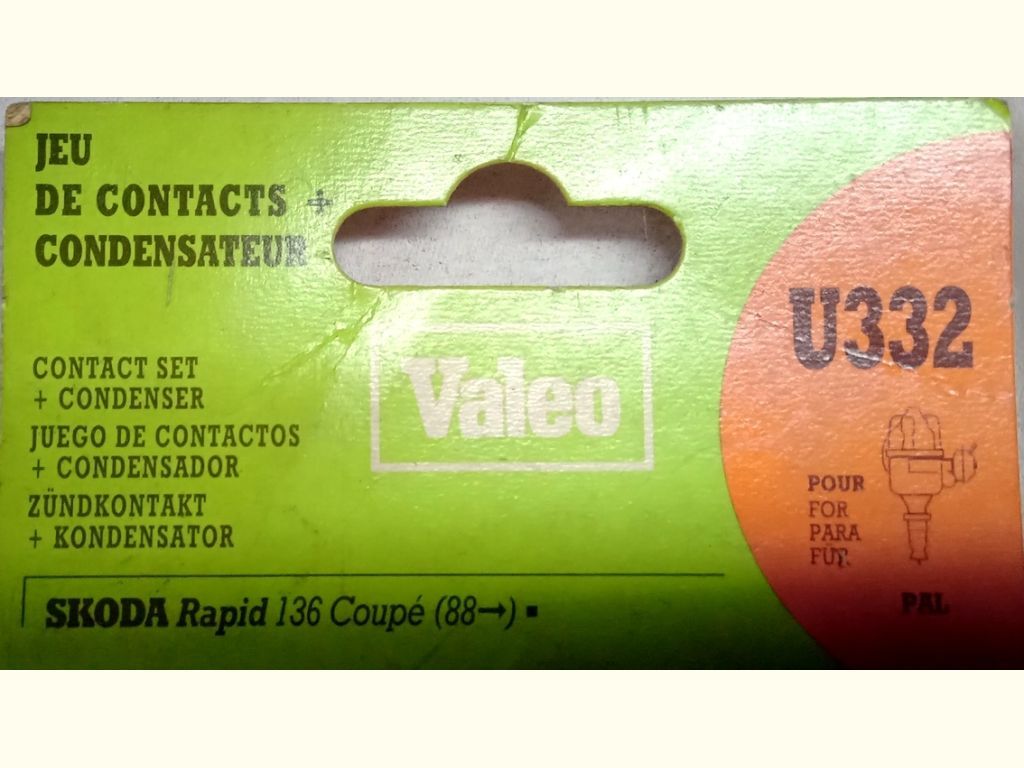 JEU
DE CONTACTS +
CONDENSATEUR
CONTACT SET
+ CONDENSER
JUEGO DE CONTACTOS
+ CONDENSADOR
ZÜNDKONTAKT
+ KONDENSATOR
Valeo
U332
POUR
FOR
PARA
FÜR
PAL
SKODA Rapid 136 Coupé (88→) ▪